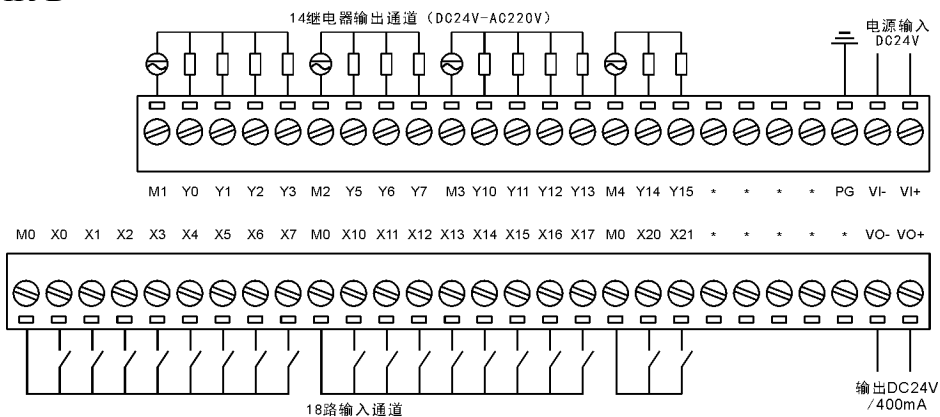 14继电器输出通道（DC24V-AC220V）
电源输入
DC24V
M1 Y0 Y1 Y2 Y3 M2 Y5 Y6 Y7 M3 Y10 Y11 Y12 Y13 M4 Y14 Y15 * * * * PG VI- VI+
M0 X0 X1 X2 X3 X4 X5 X6 X7 M0 X10 X11 X12 X13 X14 X15 X16 X17 M0 X20 X21 * * * * * VO- VO+
18路输入通道
输出DC24V
/400mA